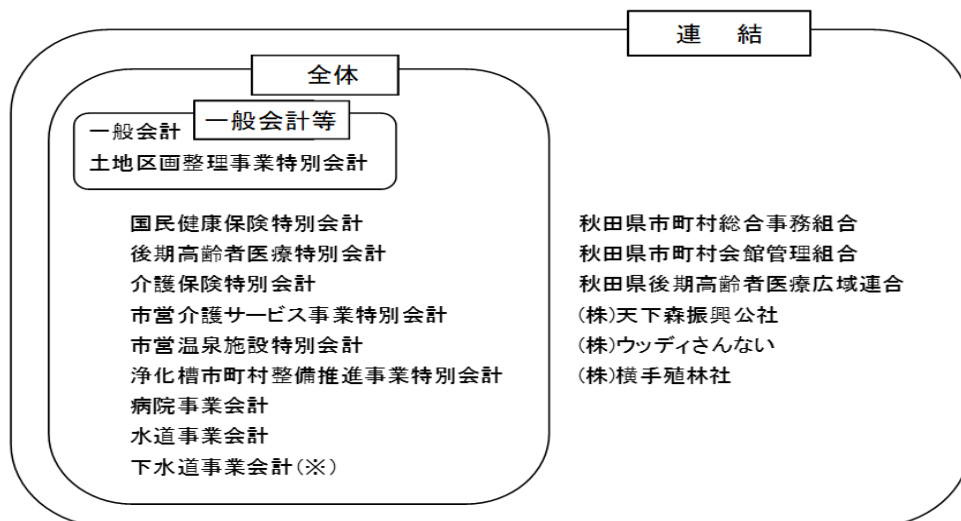 連 結
全体
一般会計等
一般会計
土地区画整理事業特別会計
国民健康保険特別会計
後期高齢者医療特別会計
介護保険特別会計
市営介護サービス事業特別会計
市営温泉施設特別会計
浄化槽市町村整備推進事業特別会計
病院事業会計
水道事業会計
下水道事業会計(※)
秋田県市町村総合事務組合
秋田県市町村会館管理組合
秋田県後期高齢者医療広域連合
(株)天下森振興公社
(株)ウッディさんない
(株)横手殖林社